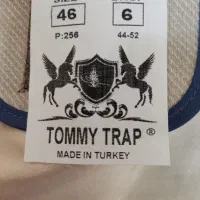 46 6
P:256 44-52
TOMMY TRAP ®
MADE IN TURKEY